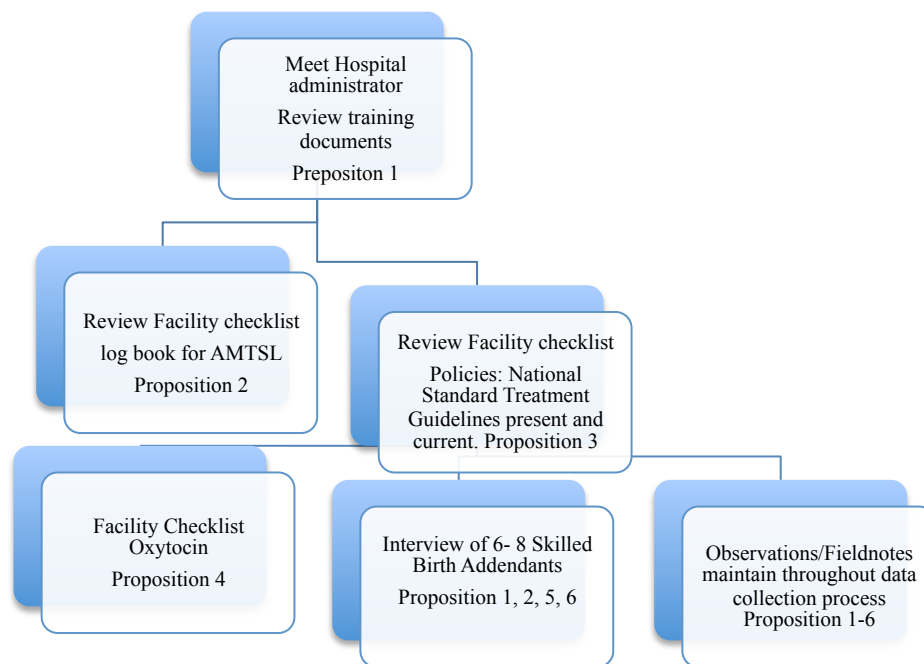 Meet Hospital
administrator
Review training
documents
Prepositon 1
Review Facility checklist
log book for AMTSL
Proposition 2
Review Facility checklist
Policies: National
Standard Treatment
Guidelines present and
current. Proposition 3
Facility Checklist
Oxytocin
Proposition 4
Interview of 6- 8 Skilled
Birth Addendants
Proposition 1, 2, 5, 6
Observations/Fieldnotes
maintain throughout data
collection process
Proposition 1-6